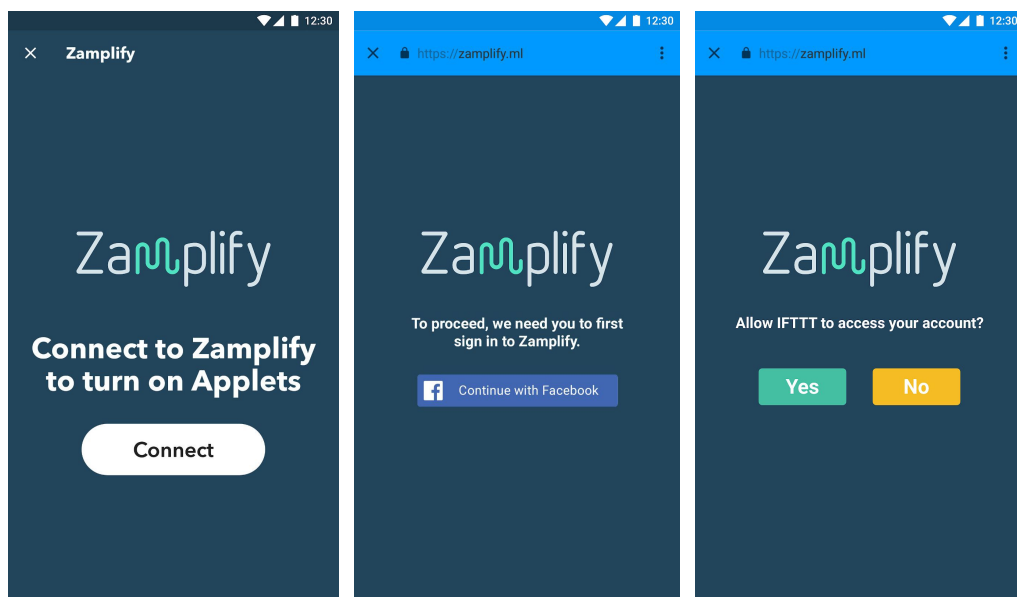 12:30
Zamplify
Zamplify
Connect to Zamplify
to turn on Applets
Connect
12:30
https://zamplify.ml
Zamplify
To proceed, we need you to first
sign in to Zamplify.
f Continue with Facebook
12:30
https://zamplify.ml
Zamplify
Allow IFTTT to access your account?
Yes No